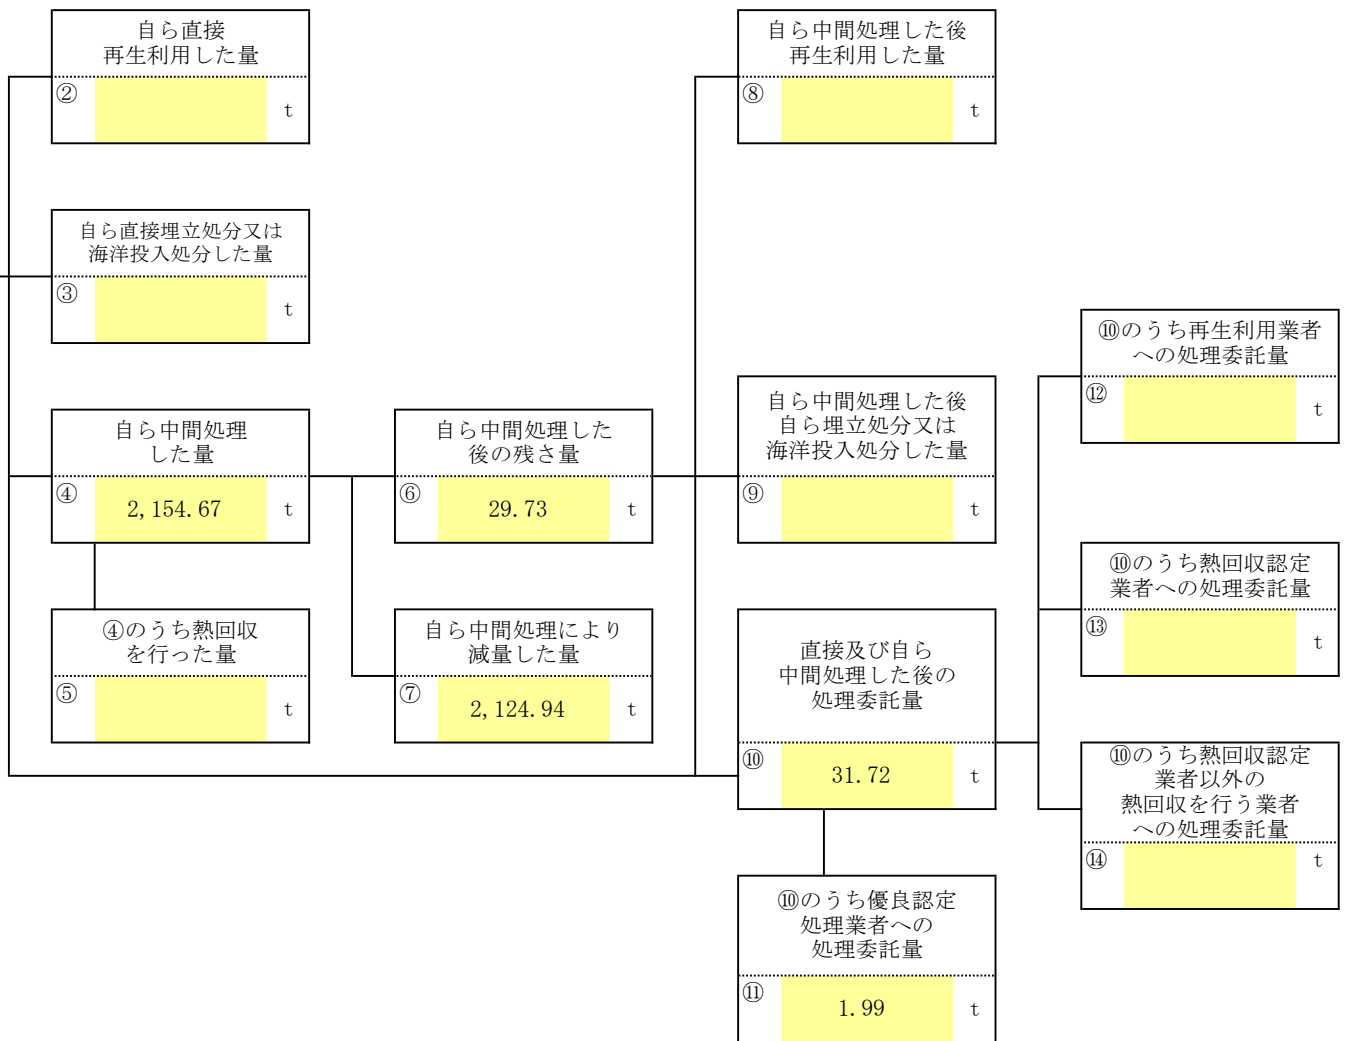 自ら直接
再生利用した量
②
t
自ら直接埋立処分又は
海洋投入処分した量
③
t
自ら中間処理
した量
④
2,154.67
t
④のうち熱回収
を行った量
⑤
t
自ら中間処理した
後の残さ量
⑥
29.73
t
自ら中間処理により
減量した量
⑦
2,124.94
t
自ら中間処理した後
再生利用した量
⑧
t
自ら中間処理した後
自ら埋立処分又は
海洋投入処分した量
⑨
t
直接及び自ら
中間処理した後の
処理委託量
⑩
31.72
t
⑩のうち優良認定
処理業者への
処理委託量
⑪
1.99
t
⑩のうち再生利用業者
への処理委託量
⑫
t
⑩のうち熱回収認定
業者への処理委託量
⑬
t
⑩のうち熱回収認定
業者以外の
熱回収を行う業者
への処理委託量
⑭
t